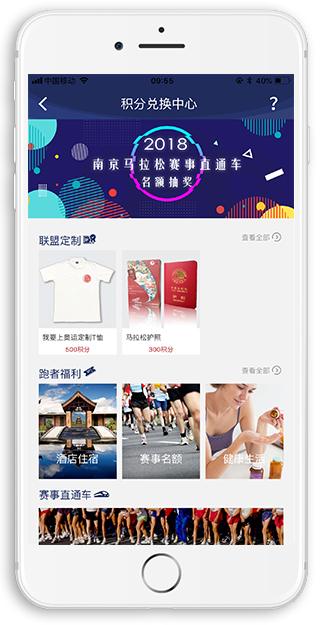 中国移动 09:55 40%
积分兑换中心 ?
2018
南京马拉松赛事直通车
名额抽奖
联盟定制 查看全部
我要上奥运定制T恤 马拉松护照
500积分 300积分
跑者福利 查看全部
酒店住宿 赛事名额 健康生活
赛事直通车